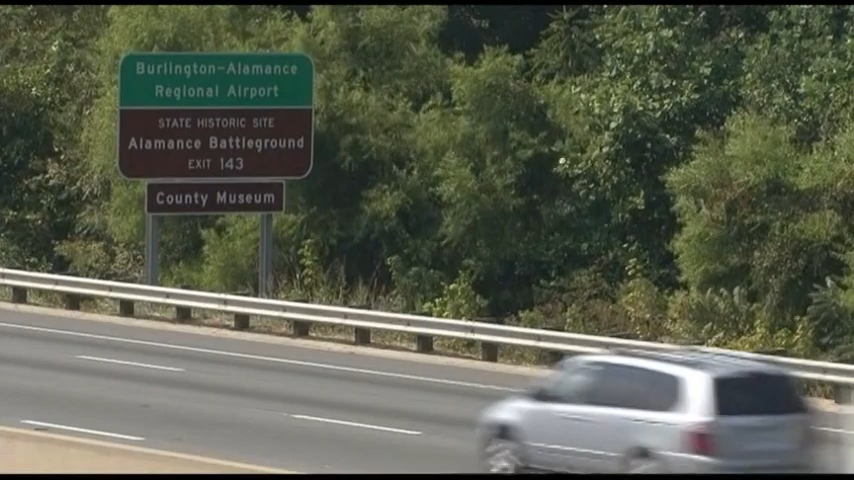 Burlington-Alamance
Regional Airport
STATE HISTORIC SITE
Alamance Battleground
EXIT 143
County Museum